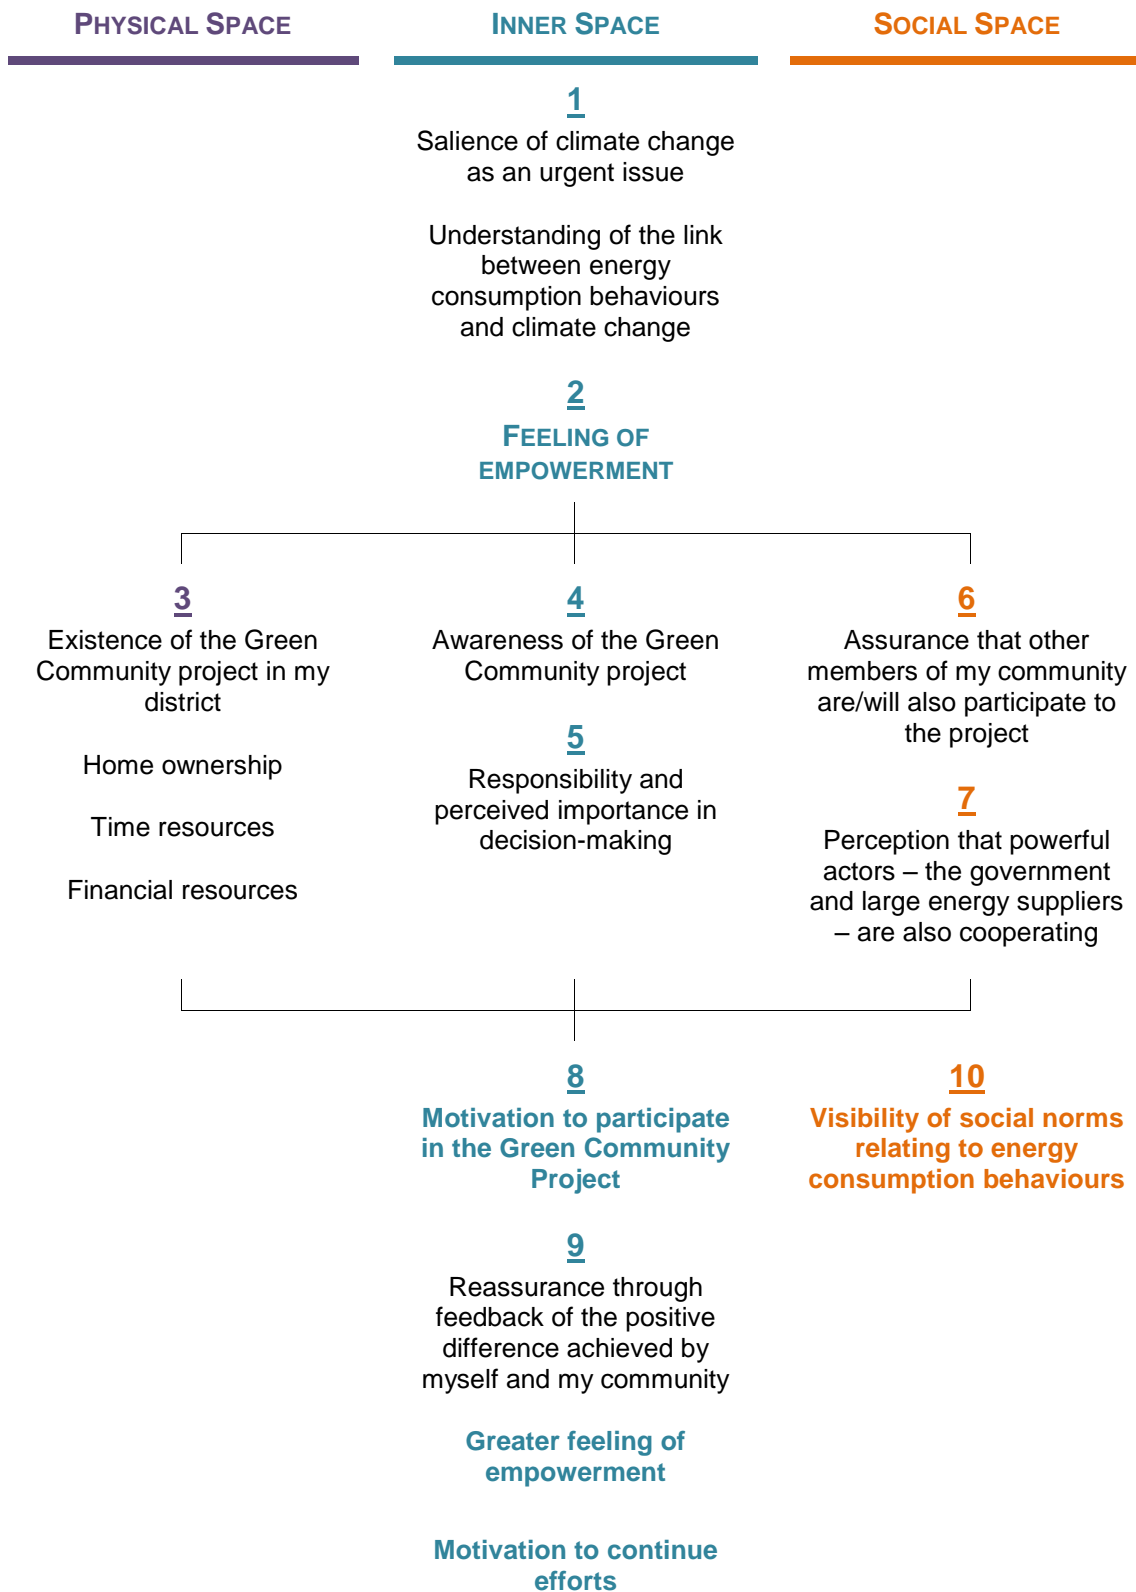 PHYSICAL SPACE
INNER SPACE
SOCIAL SPACE
1
Salience of climate change
as an urgent issue
Understanding of the link
between energy
consumption behaviours
and climate change
2
FEELING OF
EMPOWERMENT
3
Existence of the Green
Community project in my
district
Home ownership
Time resources
Financial resources
4
Awareness of the Green
Community project
5
Responsibility and
perceived importance in
decision-making
6
Assurance that other
members of my community
are/will also participate to
the project
7
Perception that powerful
actors – the government
and large energy suppliers
– are also cooperating
8
Motivation to participate
in the Green Community
Project
9
Reassurance through
feedback of the positive
difference achieved by
myself and my community
Greater feeling of
empowerment
Motivation to continue
efforts
10
Visibility of social norms
relating to energy
consumption behaviours